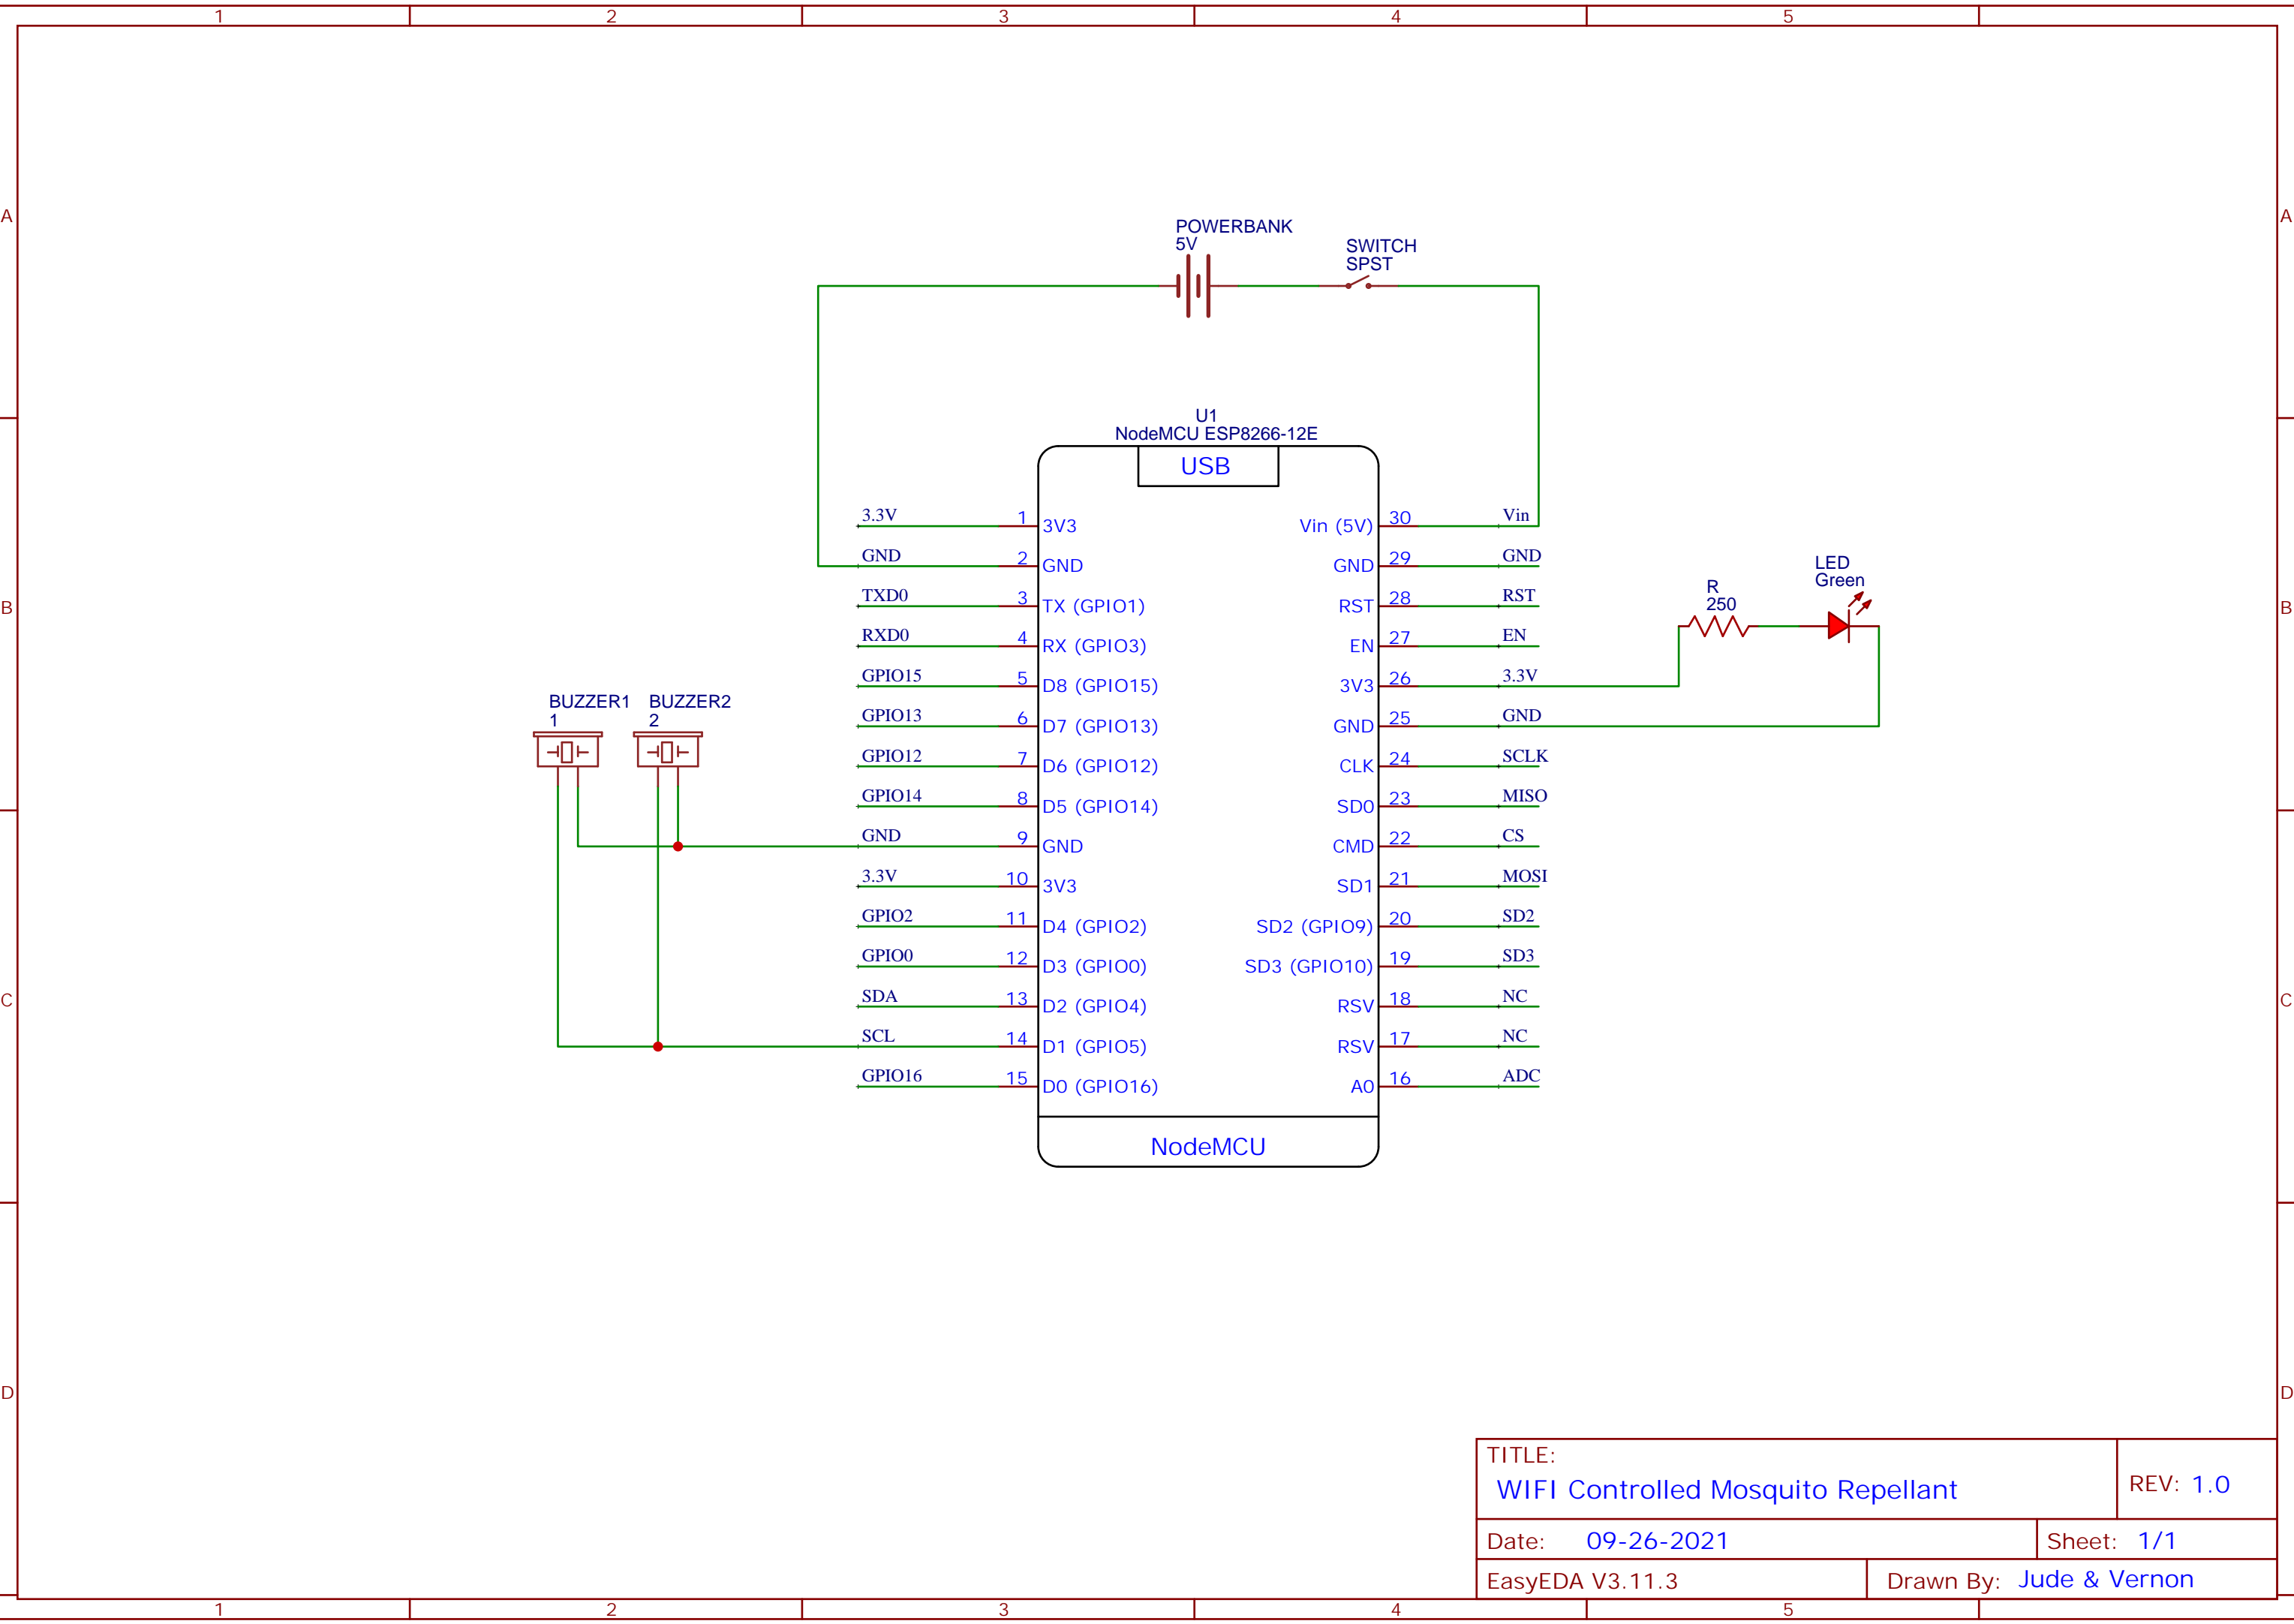 1 2 3 4 5
A A
POWERBANK
5V
SWITCH
SPST
U1
NodeMCU ESP8266-12E
USB
3.3V 1 3V3 Vin (5V) 30 Vin
GND 2 GND GND 29 GND
TXD0 3 TX (GPIO1) RST 28 RST
RXD0 4 RX (GPIO3) EN 27 EN
GPIO15 5 D8 (GPIO15) 3V3 26 3.3V
GPIO13 6 D7 (GPIO13) GND 25 GND
GPIO12 7 D6 (GPIO12) CLK 24 SCLK
GPIO14 8 D5 (GPIO14) SD0 23 MISO
GND 9 GND CMD 22 CS
3.3V 10 3V3 SD1 21 MOSI
GPIO2 11 D4 (GPIO2) SD2 (GPIO9) 20 SD2
GPIO0 12 D3 (GPIO0) SD3 (GPIO10) 19 SD3
SDA 13 D2 (GPIO4) RSV 18 NC
SCL 14 D1 (GPIO5) RSV 17 NC
GPIO16 15 D0 (GPIO16) A0 16 ADC
NodeMCU
LED
Green
R
250
B B
BUZZER1
1
BUZZER2
2
C C
D D
TITLE:
WIFI Controlled Mosquito Repellant
REV: 1.0
Date: 09-26-2021
Sheet: 1/1
EasyEDA V3.11.3
Drawn By: Jude & Vernon
1 2 3 4 5